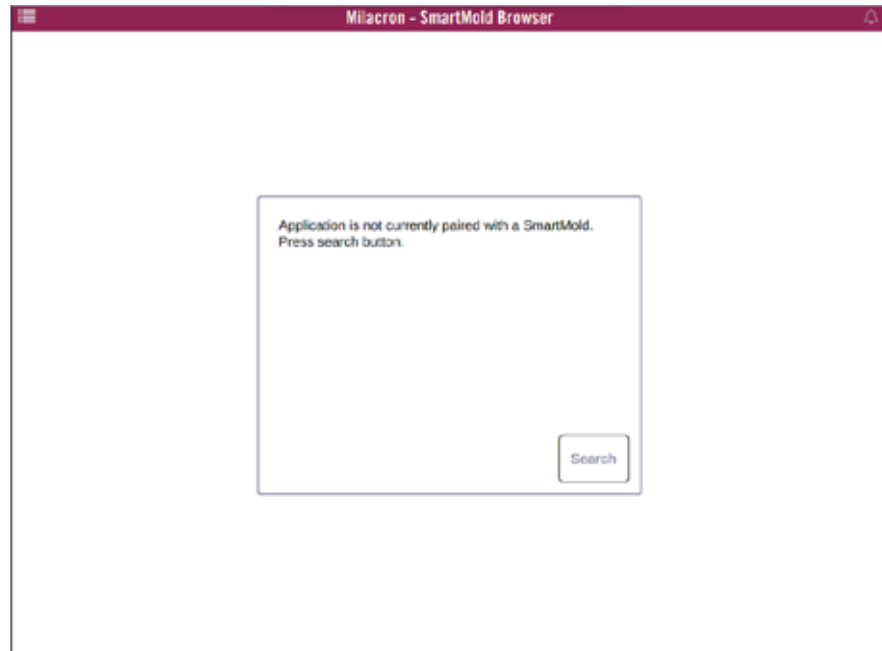 Milacron - SmartMold Browser
Application is not currently paired with a SmartMold.
Press search button.
Search